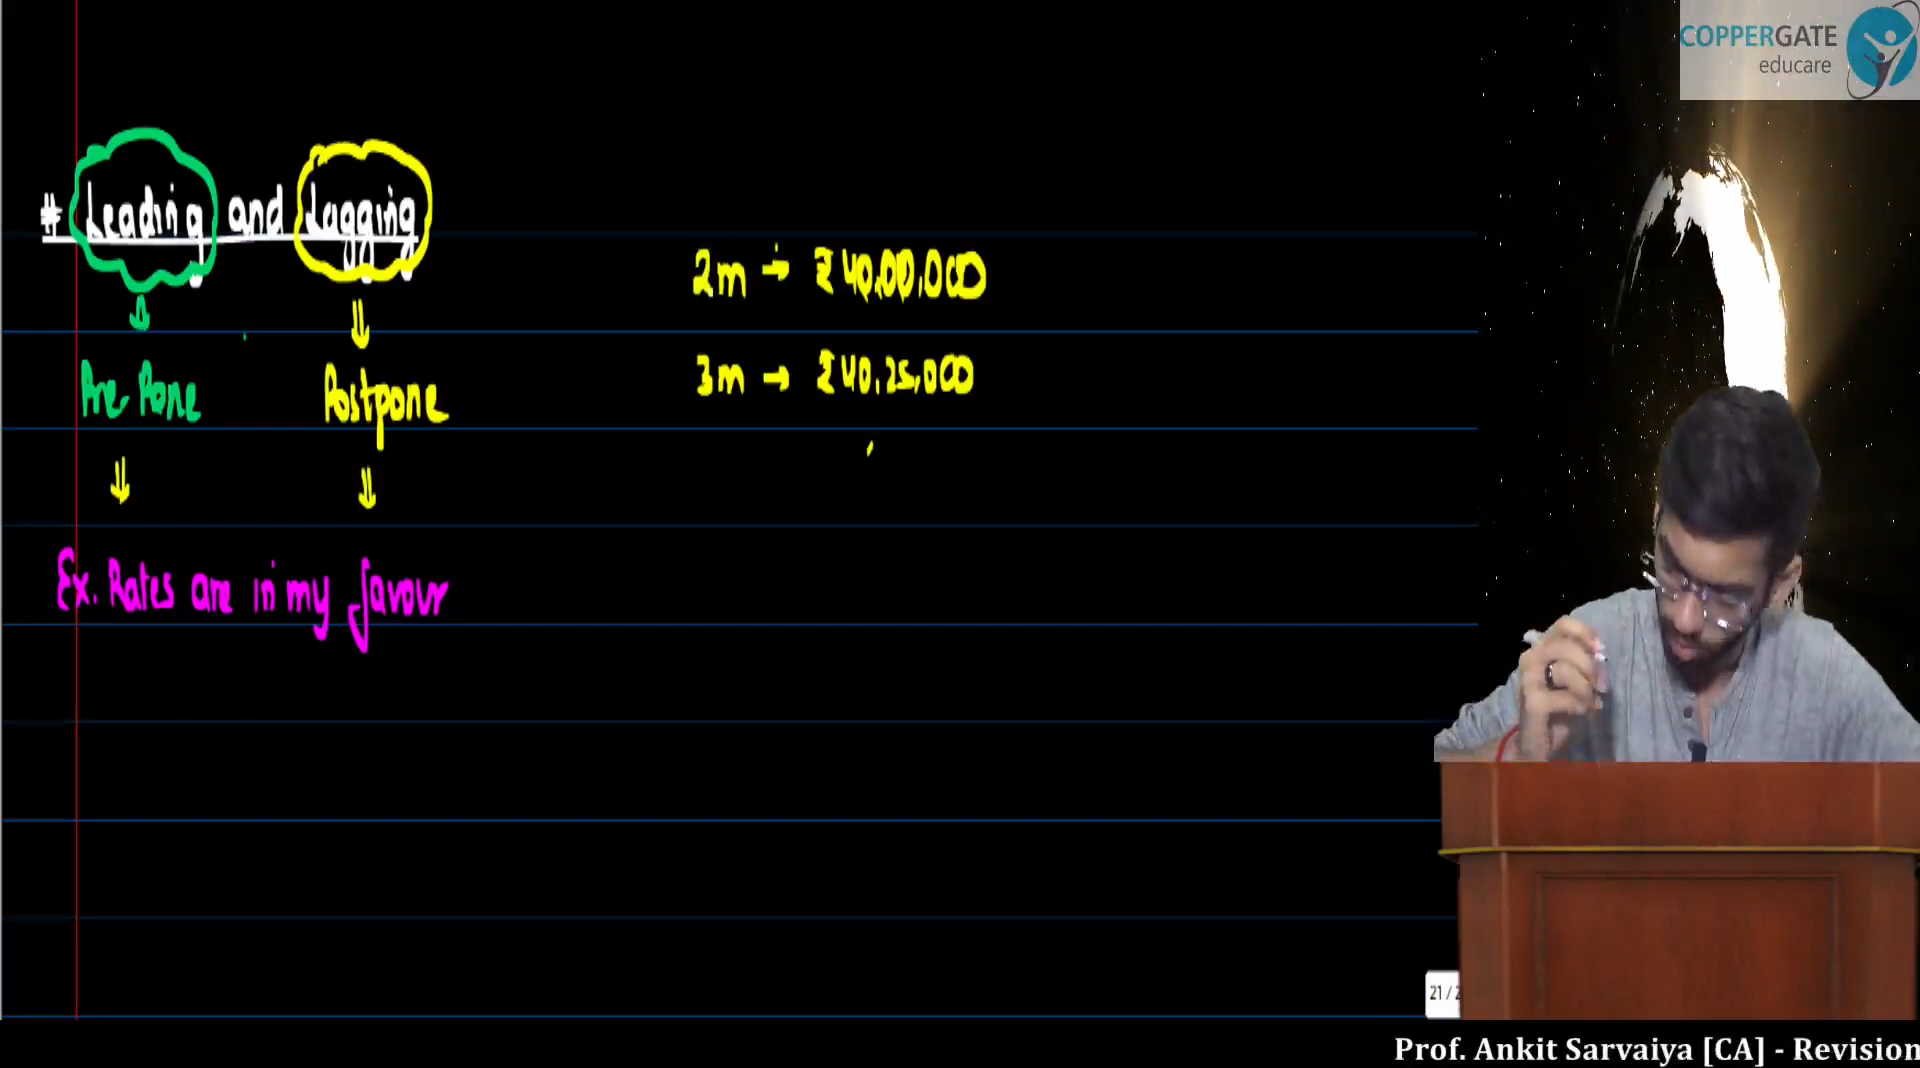 COPPERGATE
educare
# Leading and Lagging
Pre Pone
Postpone
Ex. Rates are in my favour
2m → ₹40,00,000
3m → ₹40,25,000
21 / 2
Prof. Ankit Sarvaiya [CA] - Revision